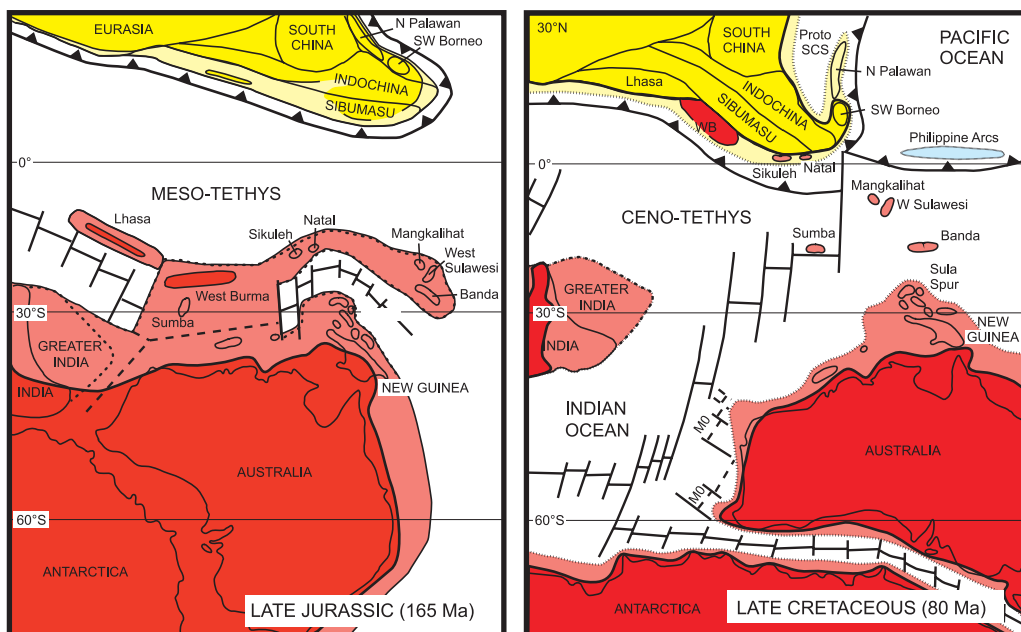 EURASIA
SOUTH
CHINA
N Palawan
SW Borneo
INDOCHINA
SIBUMASU
0°
MESO-TETHYS
Lhasa
Sikuleh
Natal
Mangkalihat
West
Sulawesi
Banda
West Burma
Sumba
30°S
GREATER
INDIA
INDIA
NEW GUINEA
AUSTRALIA
60°S
ANTARCTICA
LATE JURASSIC (165 Ma)
30°N
SOUTH
CHINA
Proto
SCS
PACIFIC
OCEAN
N Palawan
Lhasa
INDOCHINA
SIBUMASU
SW Borneo
WB
Philippine Arcs
0°
Sikuleh
Natal
Mangkalihat
W Sulawesi
CENO-TETHYS
Sumba
Banda
Sula
Spur
GREATER
INDIA
30°S
INDIA
NEW
GUINEA
INDIAN
OCEAN
M0
M0
AUSTRALIA
60°S
ANTARCTICA
LATE CRETACEOUS (80 Ma)